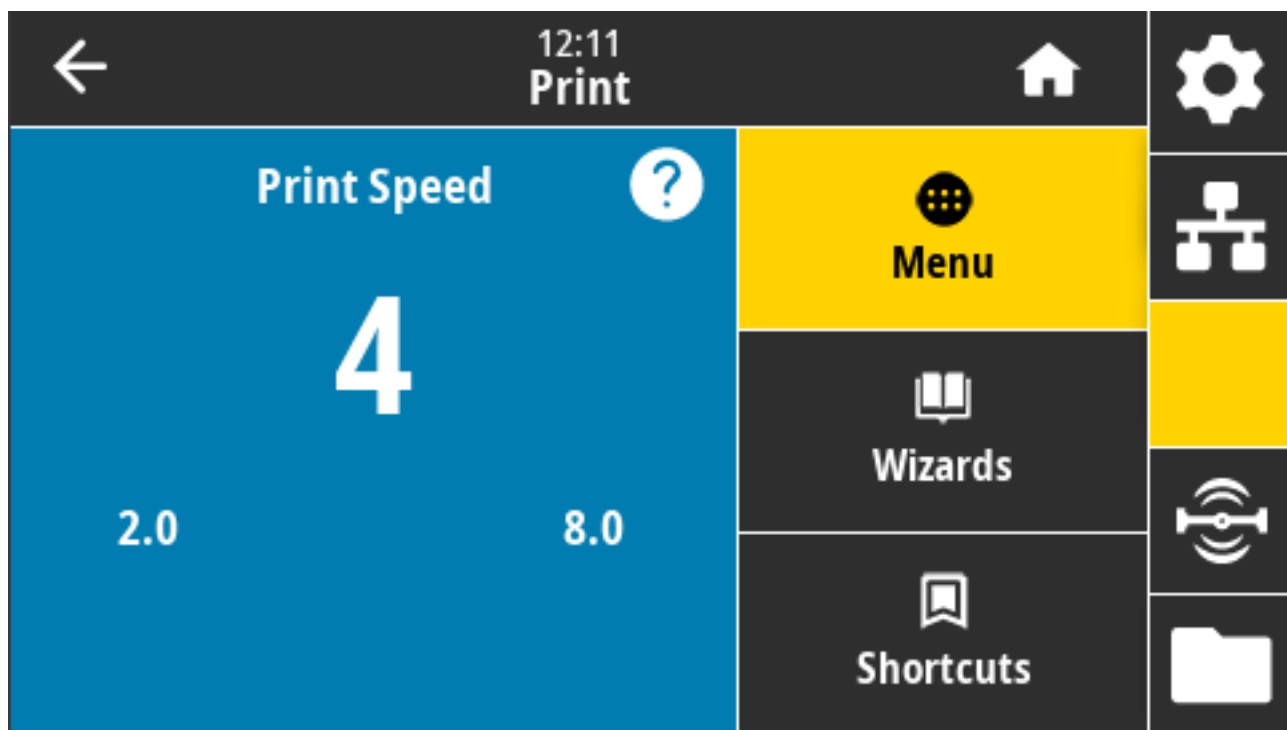 12:11
Print
Print Speed
?
4
2.0
8.0
Menu
Wizards
Shortcuts